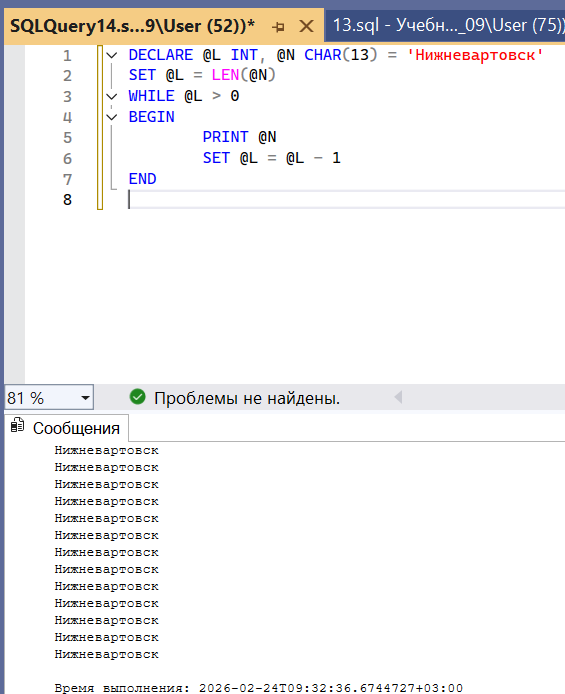 SQLQuery14.s...9\User (52))*
13.sql - Учебн..._09\User (75))
1 DECLARE @L INT, @N CHAR(13) = 'Нижневартовск'
2 SET @L = LEN(@N)
3 WHILE @L > 0
4 BEGIN
5 PRINT @N
6 SET @L = @L - 1
7 END
8
81 %
Проблемы не найдены.
Сообщения
Нижневартовск
Нижневартовск
Нижневартовск
Нижневартовск
Нижневартовск
Нижневартовск
Нижневартовск
Нижневартовск
Нижневартовск
Нижневартовск
Нижневартовск
Нижневартовск
Нижневартовск
Время выполнения: 2026-02-24T09:32:36.6744727+03:00